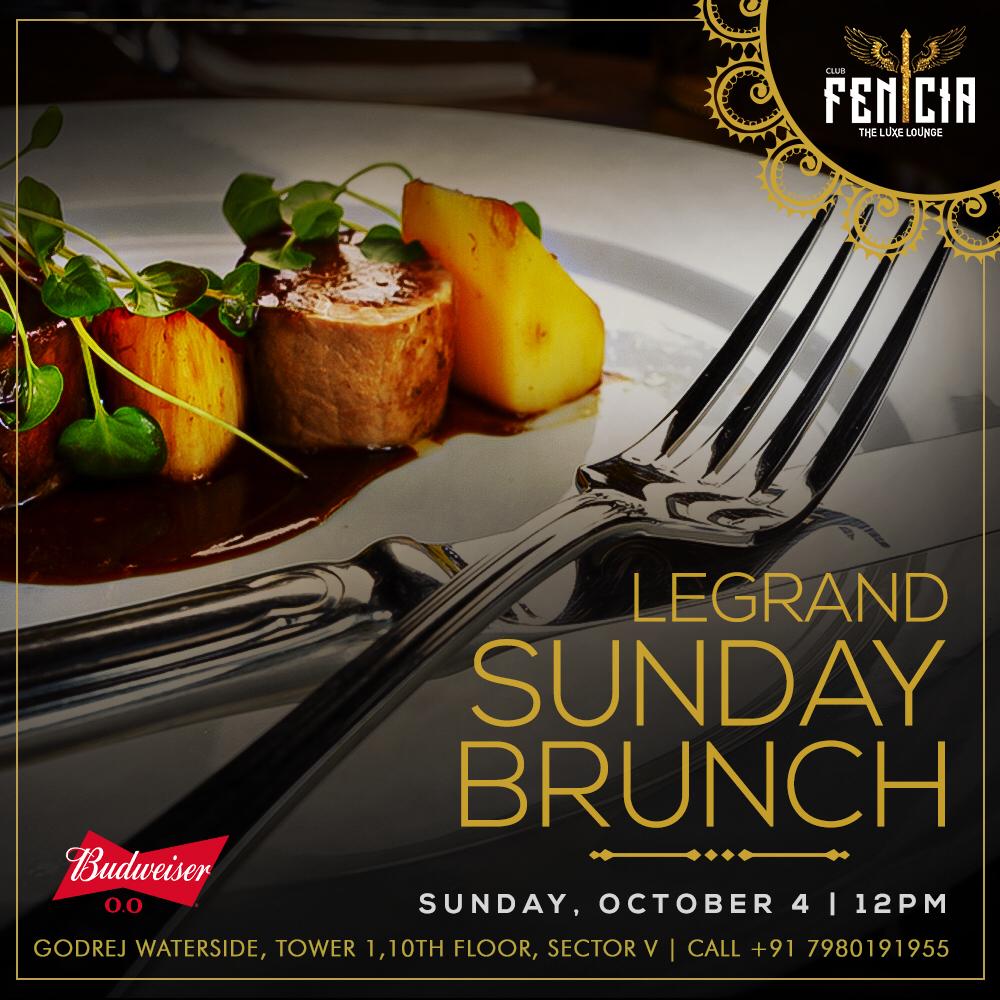 CLUB
FENICIA
THE LUXE LOUNGE
LEGRAND
SUNDAY
BRUNCH
Budweiser
0.0
SUNDAY, OCTOBER 4 | 12PM
GODREJ WATERSIDE, TOWER 1,10TH FLOOR, SECTOR V | CALL +91 7980191955